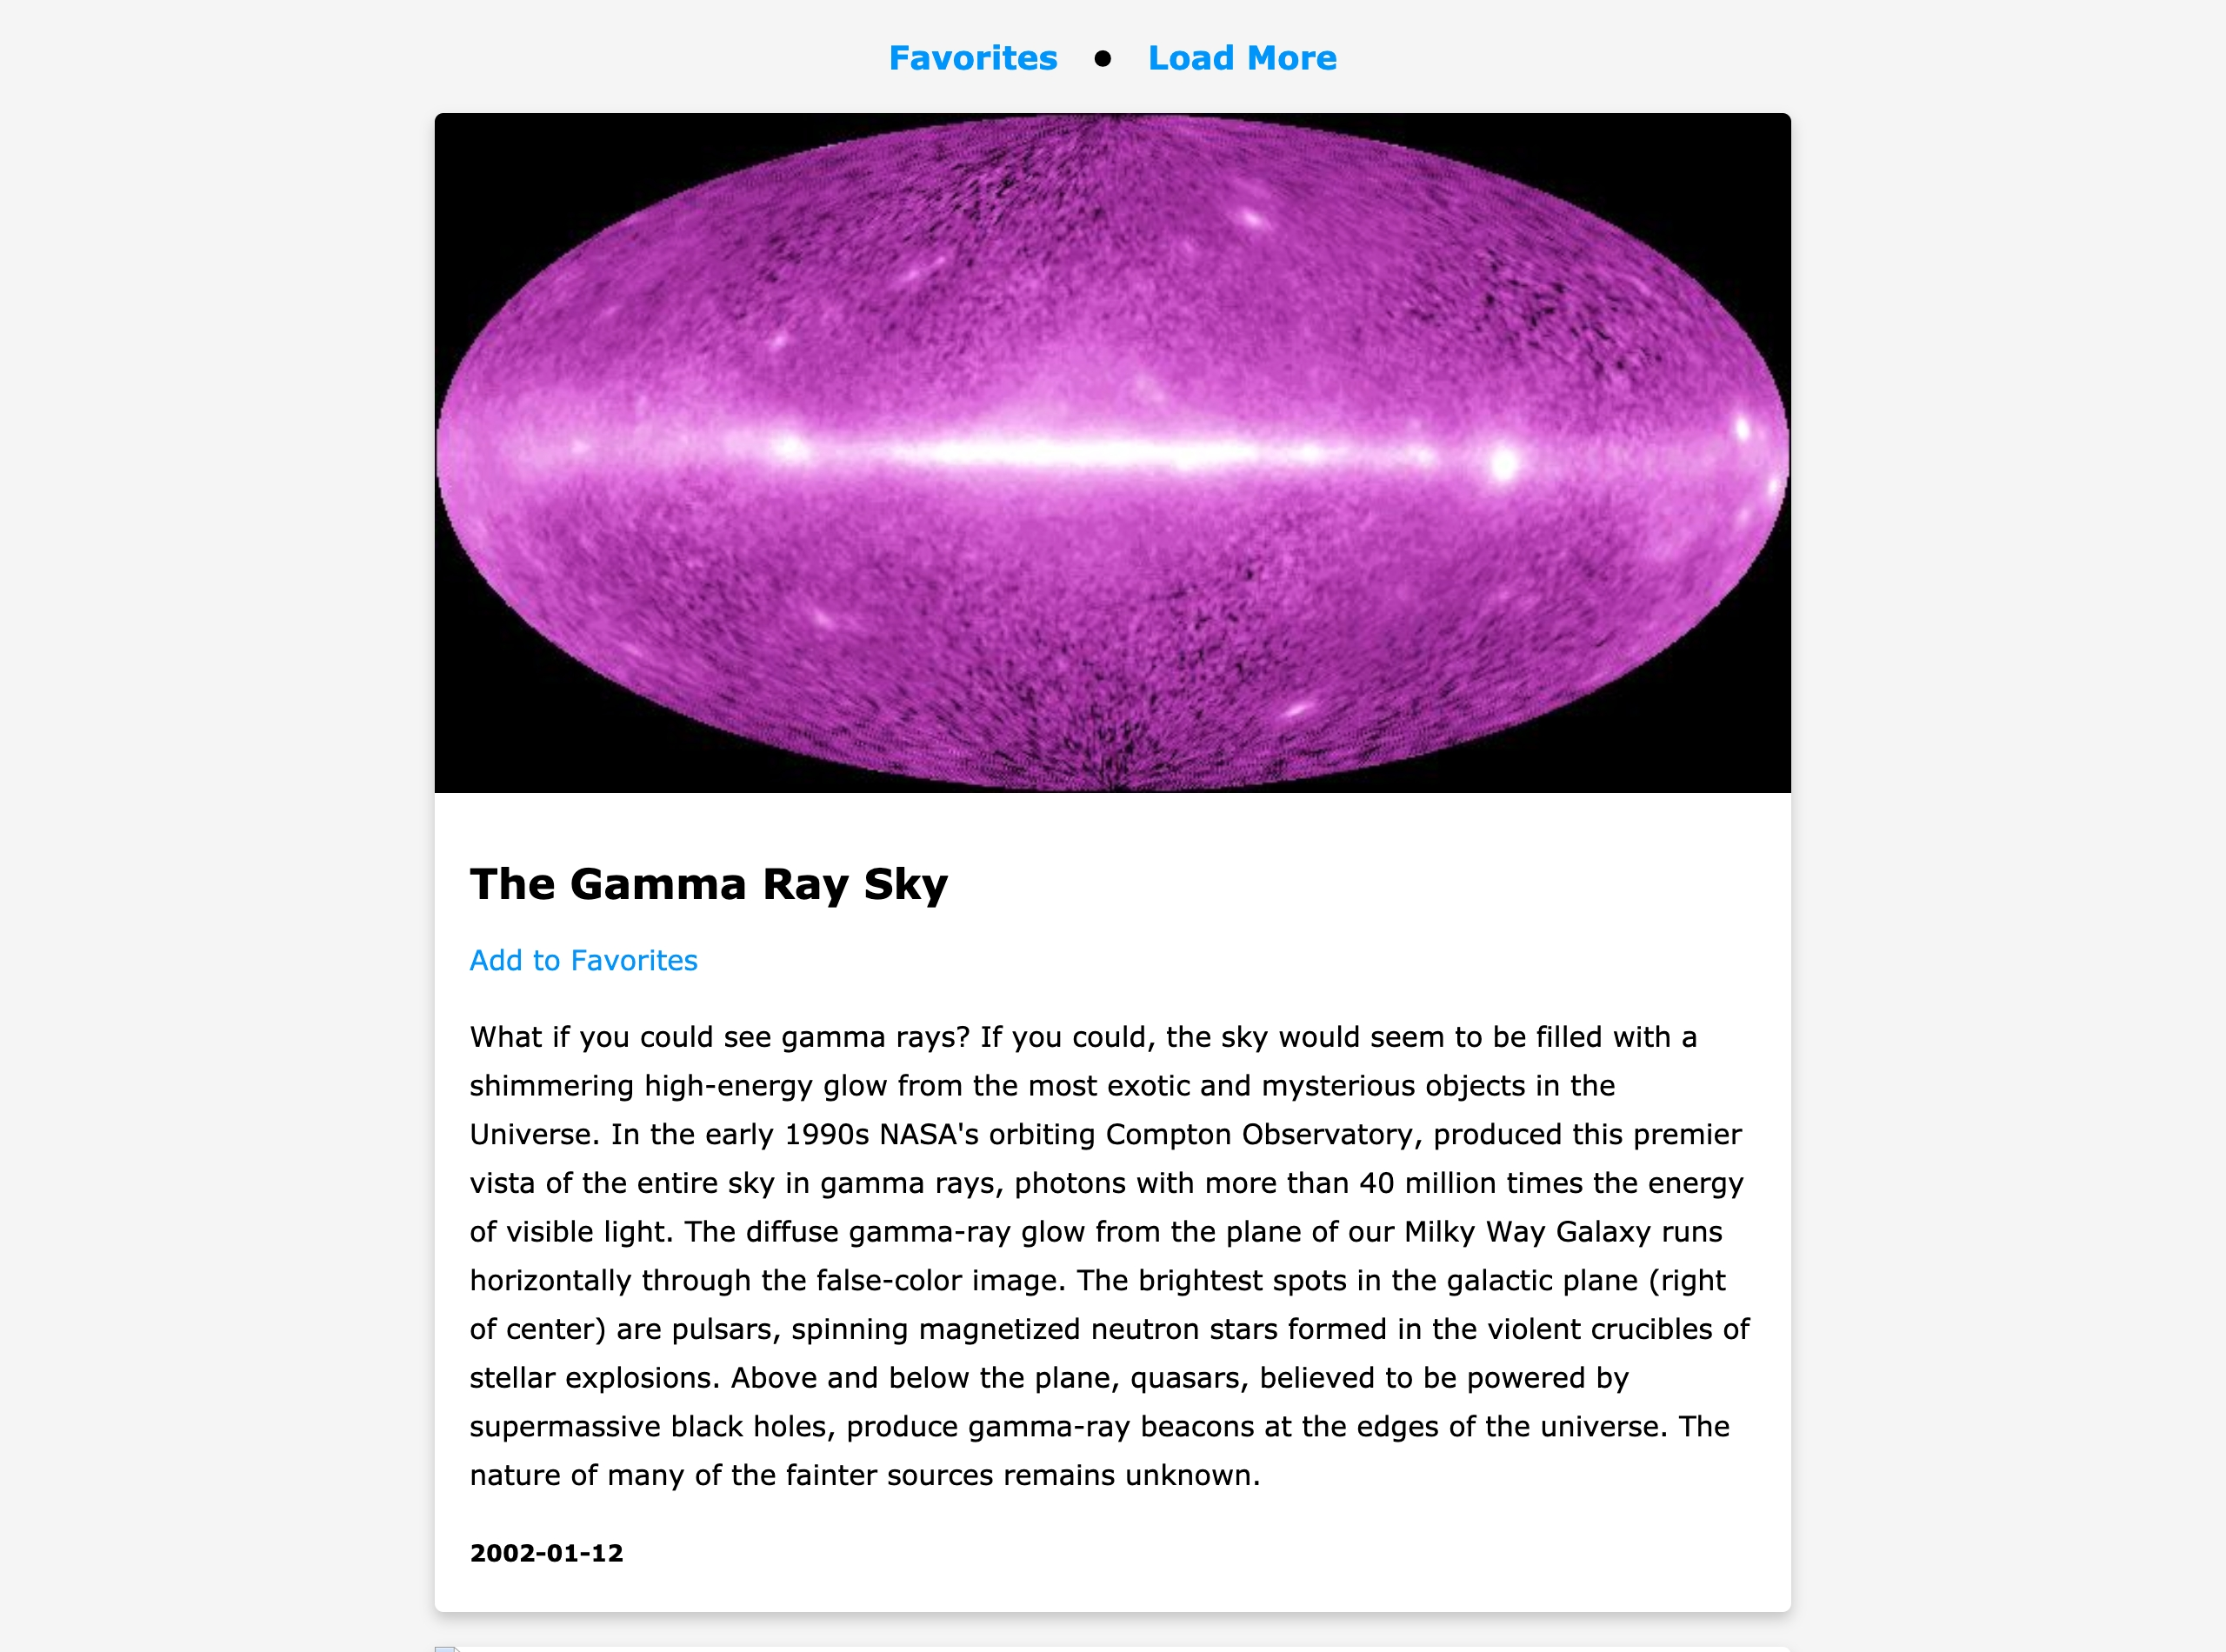 Favorites ● Load More
The Gamma Ray Sky
Add to Favorites
What if you could see gamma rays? If you could, the sky would seem to be filled with a
shimmering high-energy glow from the most exotic and mysterious objects in the
Universe. In the early 1990s NASA's orbiting Compton Observatory, produced this premier
vista of the entire sky in gamma rays, photons with more than 40 million times the energy
of visible light. The diffuse gamma-ray glow from the plane of our Milky Way Galaxy runs
horizontally through the false-color image. The brightest spots in the galactic plane (right
of center) are pulsars, spinning magnetized neutron stars formed in the violent crucibles of
stellar explosions. Above and below the plane, quasars, believed to be powered by
supermassive black holes, produce gamma-ray beacons at the edges of the universe. The
nature of many of the fainter sources remains unknown.
2002-01-12